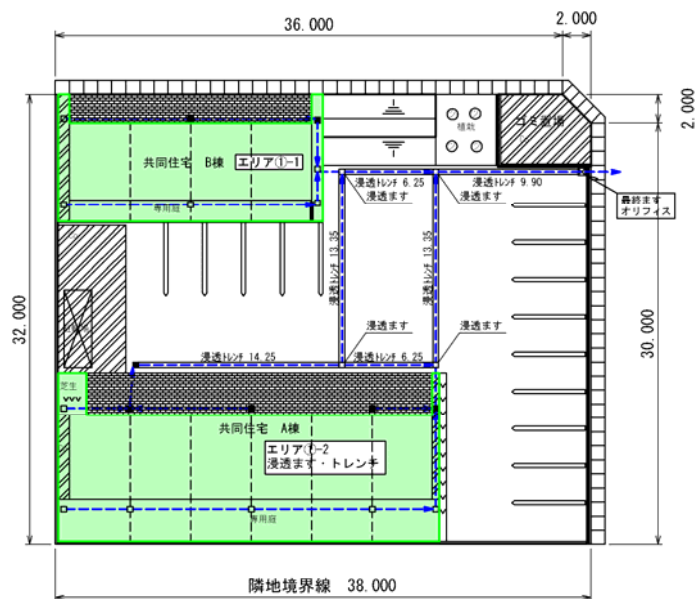 36.000
2.000
2.000
植栽
ゴミ置場
共同住宅 B棟
エリア①-1
専用庭
浸透トレンチ 6.25
浸透ます
浸透トレンチ 9.90
浸透ます
最終ます
オリフィス
浸透トレンチ 13.35
浸透トレンチ 13.35
32.000
30.000
浸透ます
浸透ます
浸透トレンチ 14.25
浸透トレンチ 6.25
芝生
共同住宅 A棟
エリア①-2
浸透ます・トレンチ
専用庭
隣地境界線 38.000